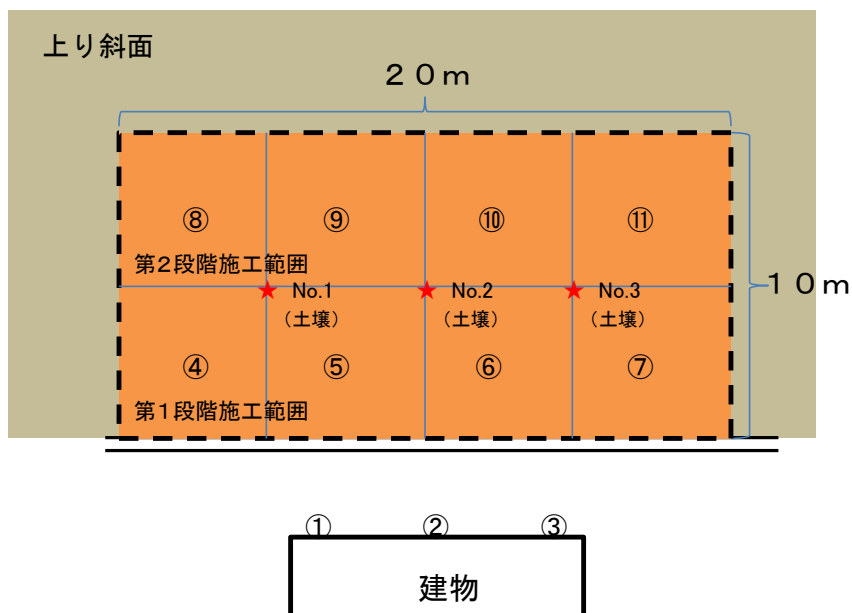 上り斜面
20m
⑧
⑨
⑩
⑪
第2段階施工範囲
10m
No.1
(土壌)
No.2
(土壌)
No.3
(土壌)
④
⑤
⑥
⑦
第1段階施工範囲
①
②
③
建物